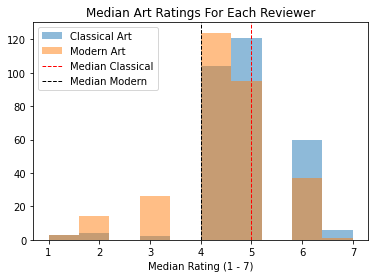 Median Art Ratings For Each Reviewer
Classical Art
Modern Art
Median Classical
Median Modern
120
100
80
60
40
20
0
1 2 3 4 5 6 7
Median Rating (1 - 7)